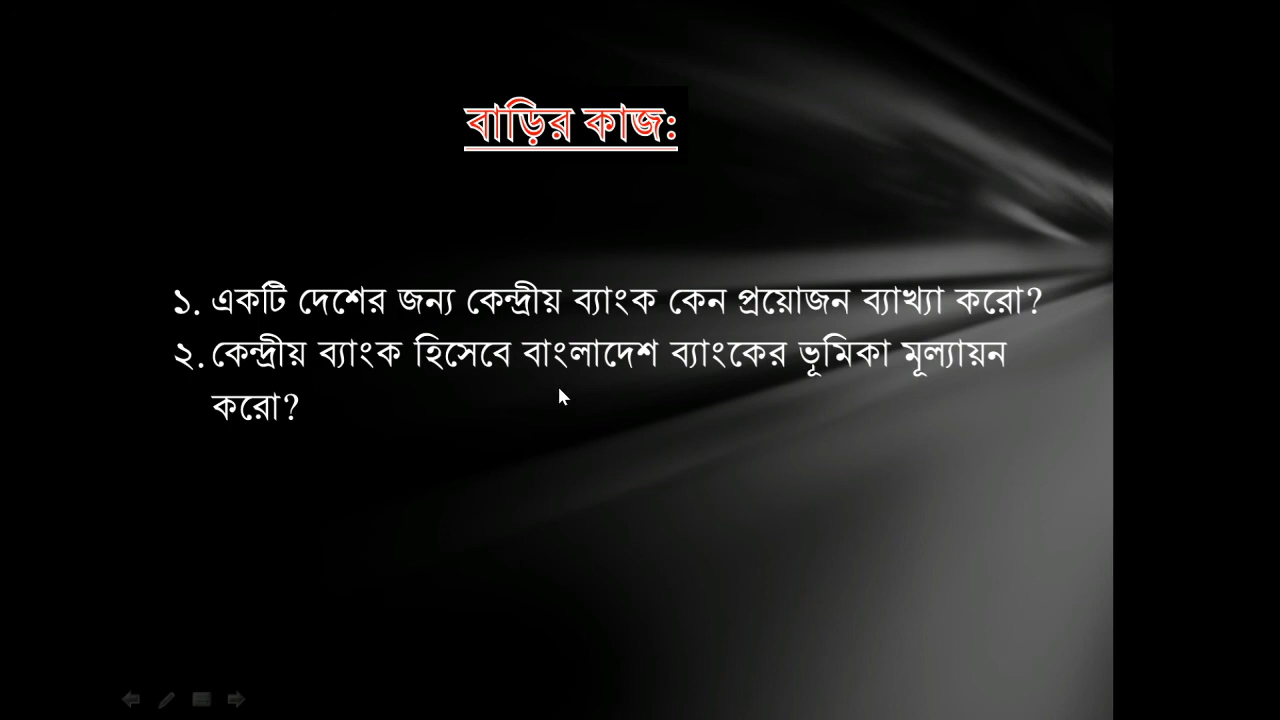 বাড়ির কাজ:
১. একটি দেশের জন্য কেন্দ্রীয় ব্যাংক কেন প্রয়োজন ব্যাখ্যা করো?
২. কেন্দ্রীয় ব্যাংক হিসেবে বাংলাদেশ ব্যাংকের ভূমিকা মূল্যায়ন
করো?